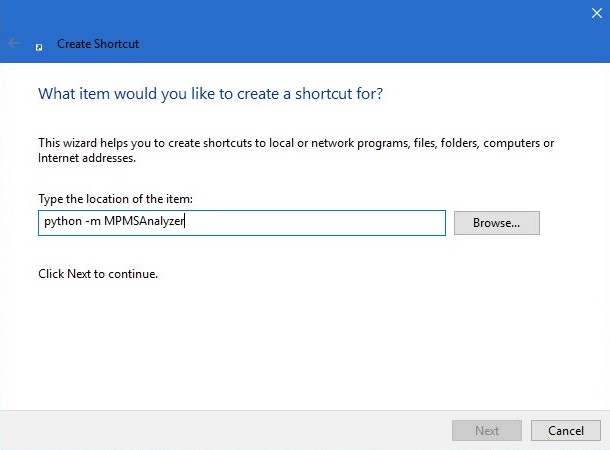 Create Shortcut
What item would you like to create a shortcut for?
This wizard helps you to create shortcuts to local or network programs, files, folders, computers or
Internet addresses.
Type the location of the item:
python -m MPMSAnalyzer
Browse...
Click Next to continue.
Next
Cancel